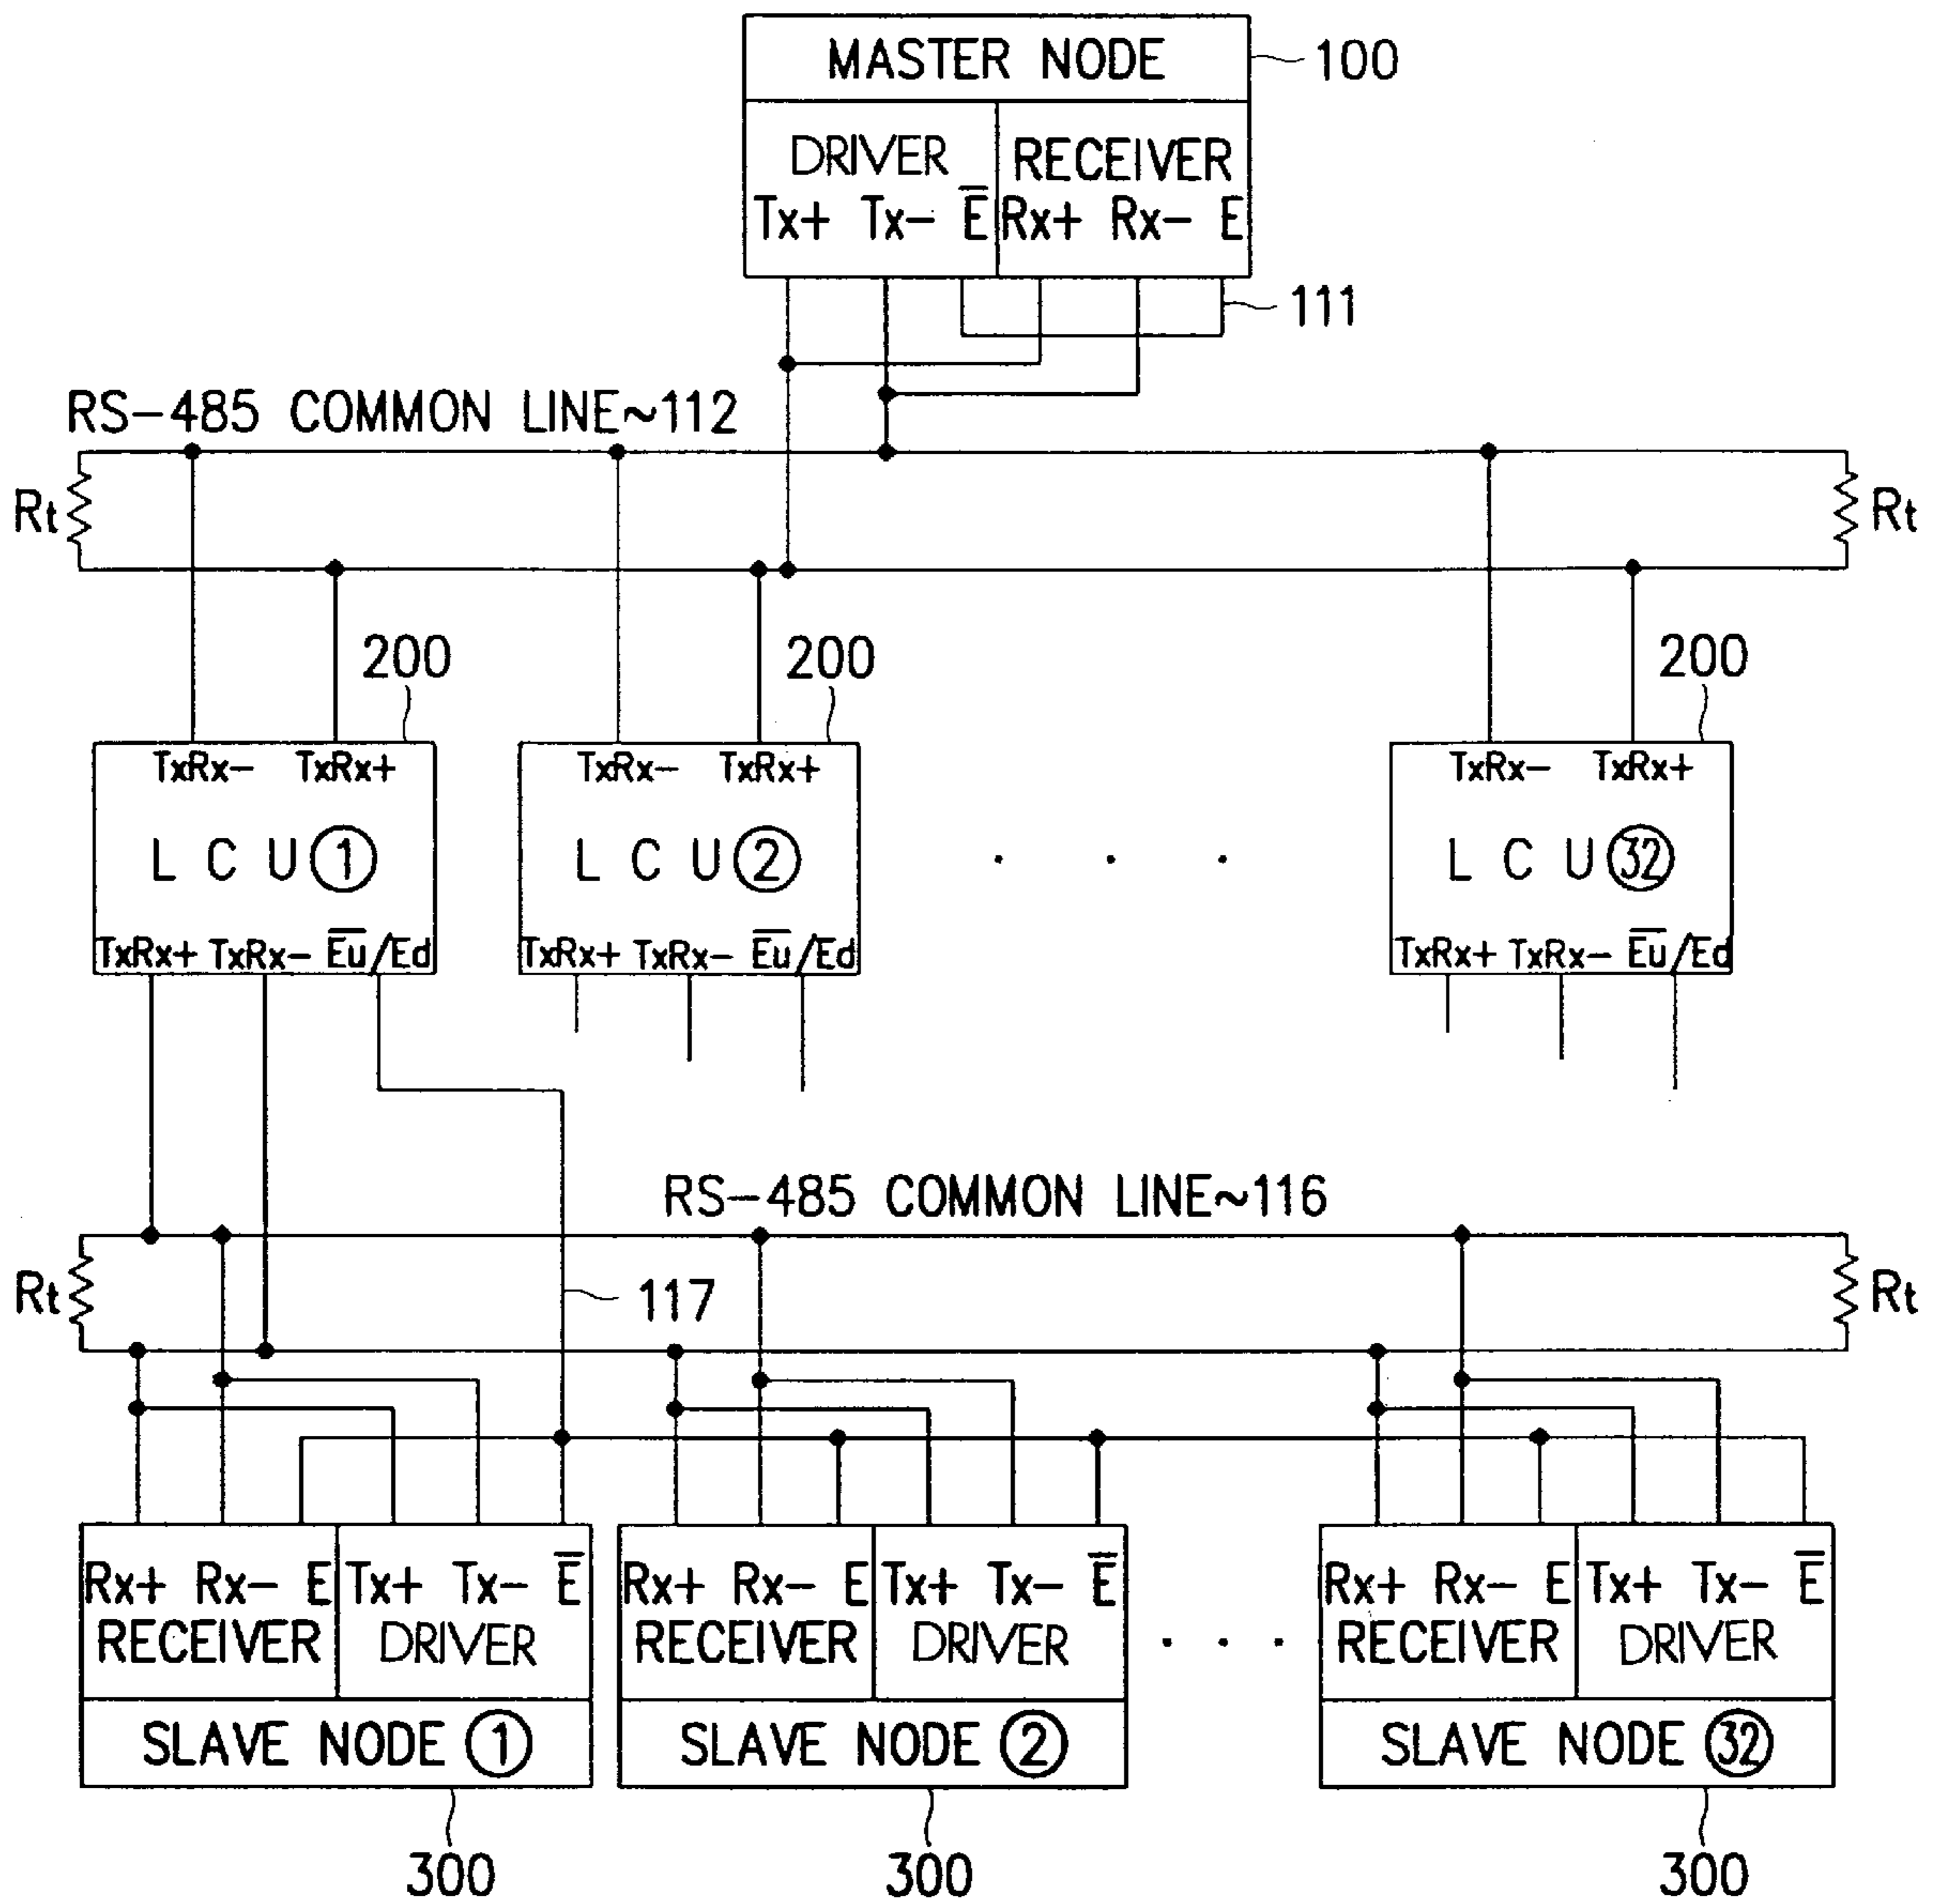 MASTER NODE
100
DRIVER RECEIVER
Tx+ Tx- E̅ Rx+ Rx- E
111
RS-485 COMMON LINE~112
Rt Rt
200 200 200
TxRx- TxRx+ TxRx- TxRx+ TxRx- TxRx+
L C U ① L C U ② . . . L C U ㉜
TxRx+ TxRx- E̅u̅/Ed TxRx+ TxRx- E̅u̅/Ed TxRx+ TxRx- E̅u̅/Ed
RS-485 COMMON LINE~116
Rt 117 Rt
Rx+ Rx- E Tx+ Tx- E̅ Rx+ Rx- E Tx+ Tx- E̅ Rx+ Rx- E Tx+ Tx- E̅
RECEIVER DRIVER RECEIVER DRIVER . . . RECEIVER DRIVER
SLAVE NODE ① SLAVE NODE ② SLAVE NODE ㉜
300 300 300